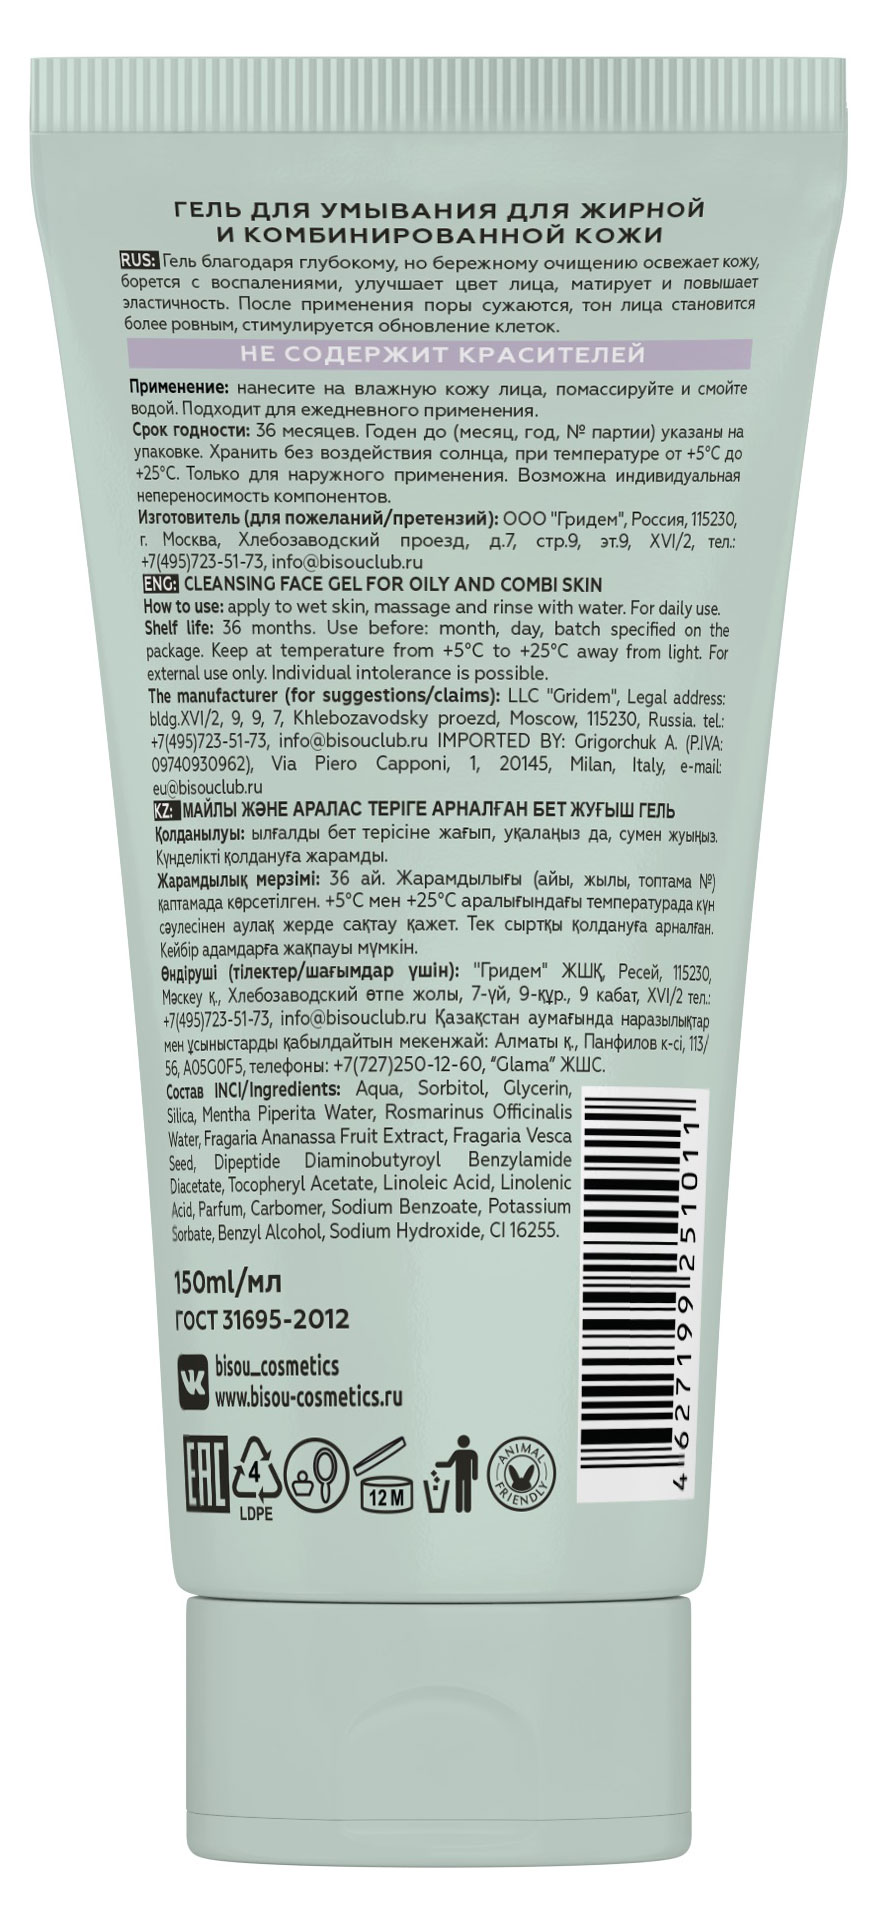 ГЕЛЬ ДЛЯ УМЫВАНИЯ ДЛЯ ЖИРНОЙ
И КОМБИНИРОВАННОЙ КОЖИ
RUS: Гель благодаря глубокому, но бережному очищению освежает кожу,
борется с воспалениями, улучшает цвет лица, матирует и повышает
эластичность. После применения поры сужаются, тон лица становится
более ровным, стимулируется обновление клеток.
НЕ СОДЕРЖИТ КРАСИТЕЛЕЙ
Применение: нанесите на влажную кожу лица, помассируйте и смойте
водой. Подходит для ежедневного применения.
Срок годности: 36 месяцев. Годен до (месяц, год, № партии) указаны на
упаковке. Хранить без воздействия солнца, при температуре от +5°С до
+25°С. Только для наружного применения. Возможна индивидуальная
непереносимость компонентов.
Изготовитель (для пожеланий/претензий): ООО "Гридем", Россия, 115230,
г. Москва, Хлебозаводский проезд, д.7, стр.9, эт.9, XVI/2, тел.:
+7(495)723-51-73, info@bisouclub.ru
ENG: CLEANSING FACE GEL FOR OILY AND COMBI SKIN
How to use: apply to wet skin, massage and rinse with water. For daily use.
Shelf life: 36 months. Use before: month, day, batch specified on the
package. Keep at temperature from +5°C to +25°C away from light. For
external use only. Individual intolerance is possible.
The manufacturer (for suggestions/claims): LLC "Gridem", Legal address:
bldg.XVI/2, 9, 9, 7, Khlebozavodsky proezd, Moscow, 115230, Russia. tel.:
+7(495)723-51-73, info@bisouclub.ru IMPORTED BY: Grigorchuk A. (P.IVA:
09740930962), Via Piero Capponi, 1, 20145, Milan, Italy, e-mail:
eu@bisouclub.ru
KZ: МАЙЛЫ ЖӘНЕ АРАЛАС ТЕРІГЕ АРНАЛҒАН БЕТ ЖУҒЫШ ГЕЛЬ
Қолданылуы: ылғалды бет терісіне жағып, уқалаңыз да, сумен жуыңыз.
Күнделікті қолдануға жарамды.
Жарамдылық мерзімі: 36 ай. Жарамдылығы (айы, жылы, топтама №)
қаптамада көрсетілген. +5°С мен +25°С аралығындағы температурада күн
сәулесінен аулақ жерде сақтау қажет. Тек сыртқы қолдануға арналған.
Кейбір адамдарға жақпауы мүмкін.
Өндіруші (тілектер/шағымдар үшін): "Гридем" ЖШҚ, Ресей, 115230,
Мәскеу қ., Хлебозаводский өтпе жолы, 7-үй, 9-құр., 9 кабат, XVI/2 тел.:
+7(495)723-51-73, info@bisouclub.ru Қазақстан аумағында наразылықтар
мен ұсыныстарды қабылдайтын мекенжай: Алматы қ., Панфилов к-сі, 113/
56, A05G0F5, телефоны: +7(727)250-12-60, “Glama” ЖШС.
Состав INCI/Ingredients: Aqua, Sorbitol, Glycerin,
Silica, Mentha Piperita Water, Rosmarinus Officinalis
Water, Fragaria Ananassa Fruit Extract, Fragaria Vesca
Seed, Dipeptide Diaminobutyroyl Benzylamide
Diacetate, Tocopheryl Acetate, Linoleic Acid, Linolenic
Acid, Parfum, Carbomer, Sodium Benzoate, Potassium
Sorbate, Benzyl Alcohol, Sodium Hydroxide, CI 16255.
4 627199 251011
150ml/мл
ГОСТ 31695-2012
bisou_cosmetics
www.bisou-cosmetics.ru
EAC
4
LDPE
12 M
ANIMAL
FRIENDLY